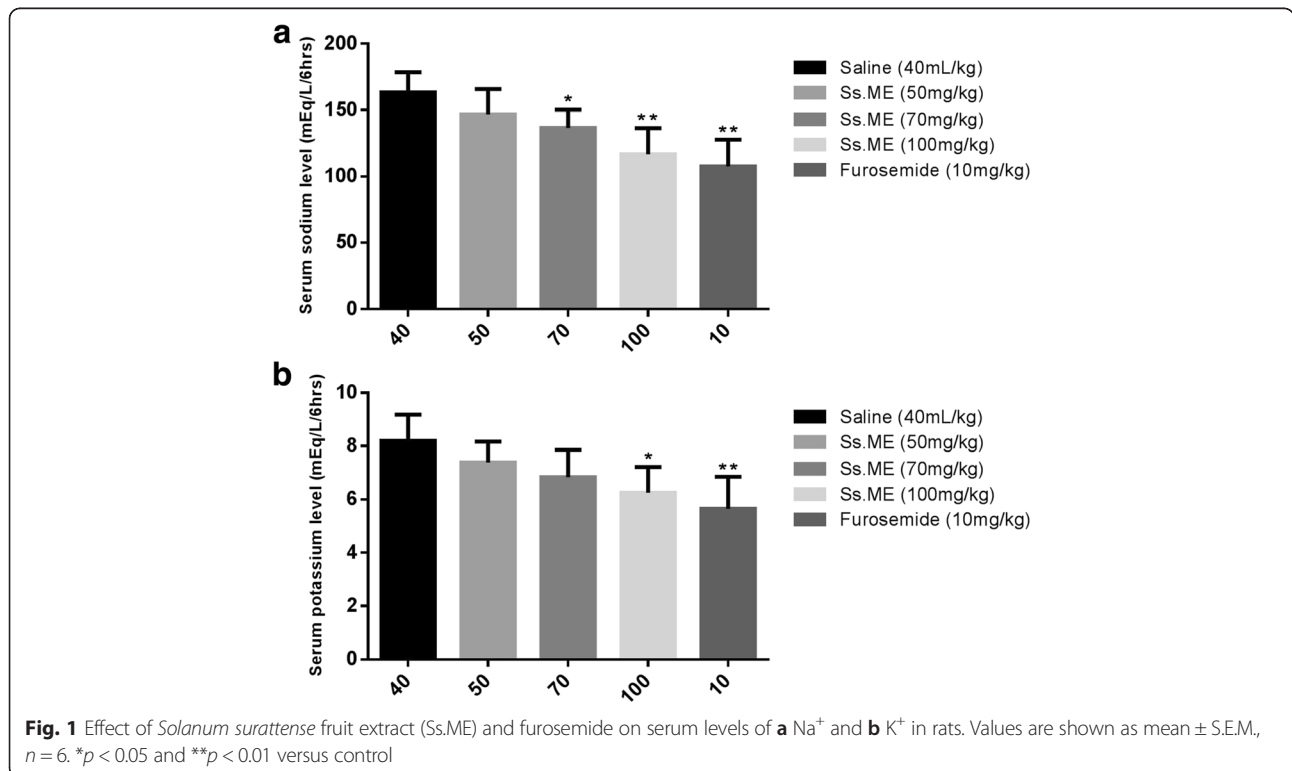 a
Serum sodium level (mEq/L/6hrs)
200
150
100
50
0
*
**
**
40
50
70
100
10
Saline (40mL/kg)
Ss.ME (50mg/kg)
Ss.ME (70mg/kg)
Ss.ME (100mg/kg)
Furosemide (10mg/kg)
b
Serum potassium level (mEq/L/6hrs)
10
8
6
4
2
0
*
**
40
50
70
100
10
Saline (40mL/kg)
Ss.ME (50mg/kg)
Ss.ME (70mg/kg)
Ss.ME (100mg/kg)
Furosemide (10mg/kg)
Fig. 1 Effect of Solanum surattense fruit extract (Ss.ME) and furosemide on serum levels of a Na⁺ and b K⁺ in rats. Values are shown as mean ± S.E.M.,
n = 6. *p < 0.05 and **p < 0.01 versus control